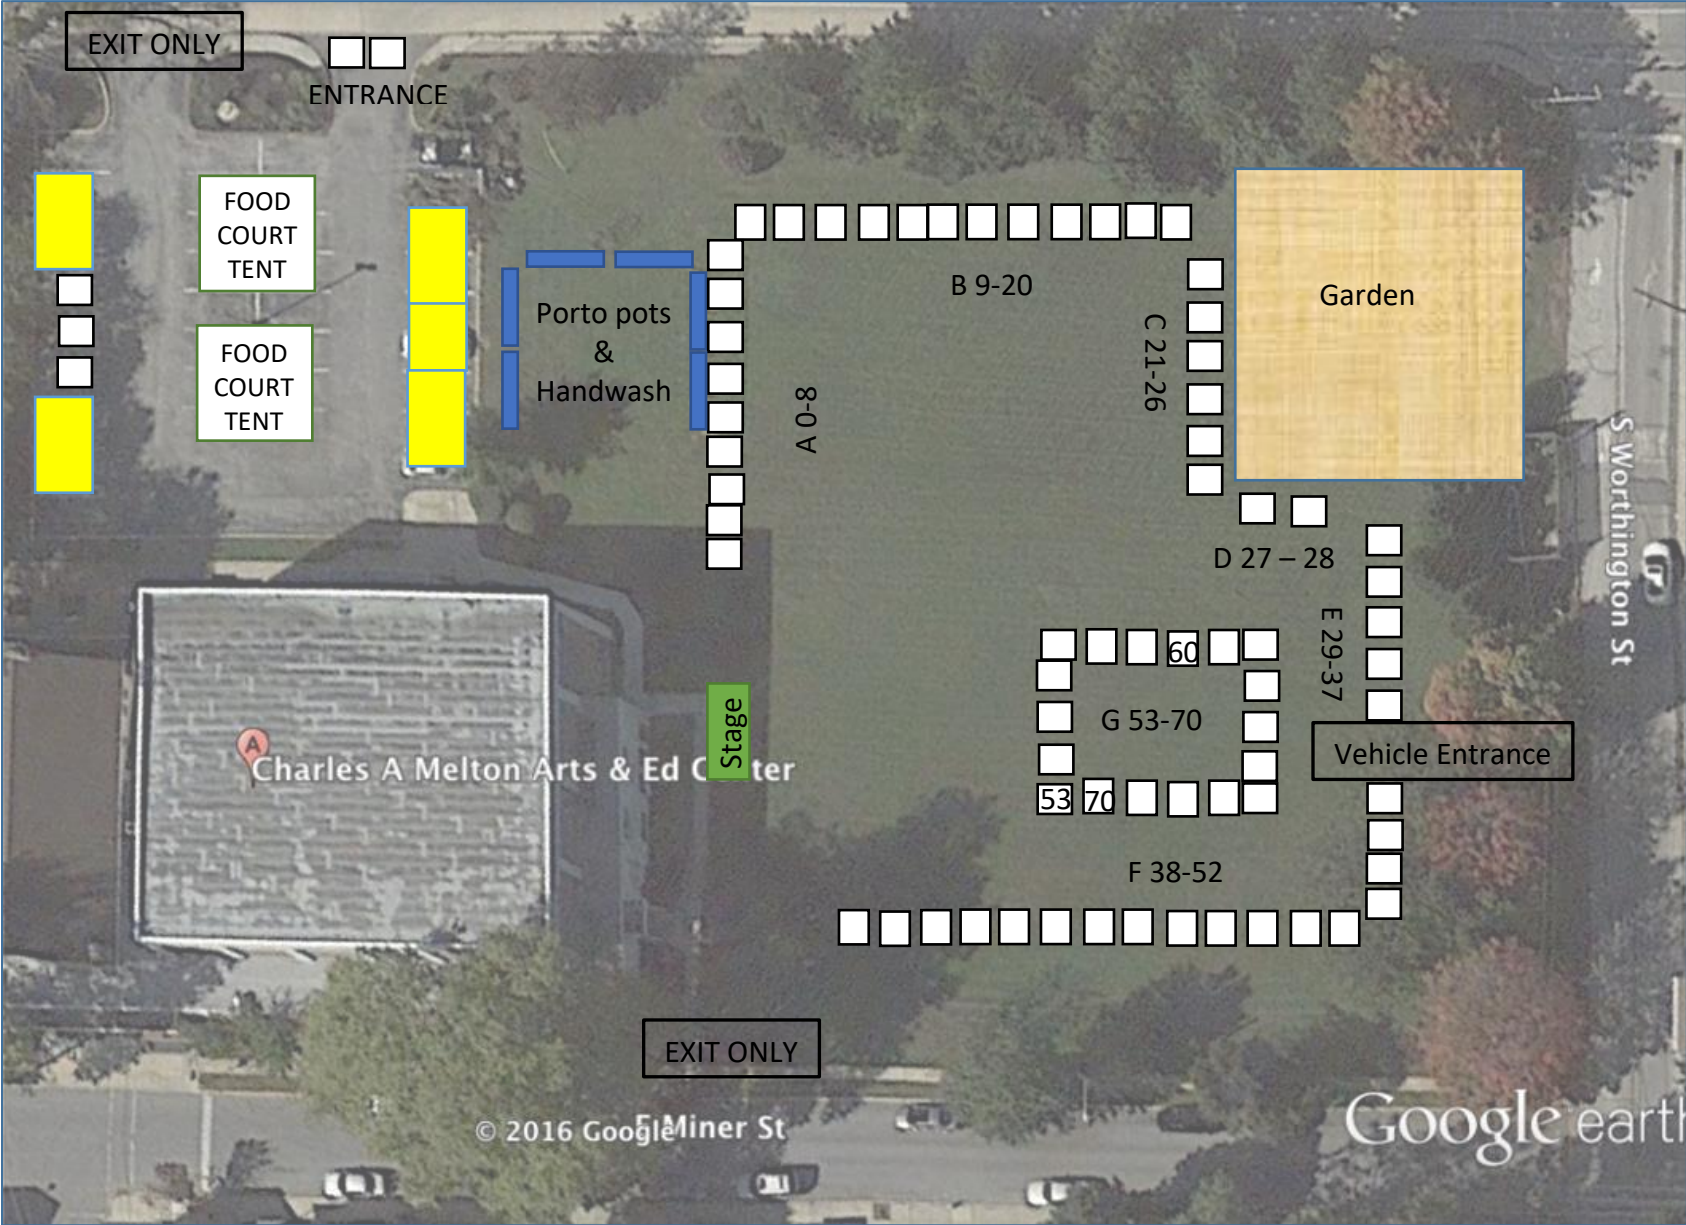 EXIT ONLY
ENTRANCE
FOOD
COURT
TENT
FOOD
COURT
TENT
Porto pots
&
Handwash
A 0-8
B 9-20
C 21-26
Garden
D 27 – 28
E 29-37
S Worthington St
60
G 53-70
53 70
Vehicle Entrance
Stage
A
Charles A Melton Arts & Ed C ter
F 38-52
EXIT ONLY
© 2016 Google
E Miner St
Google earth